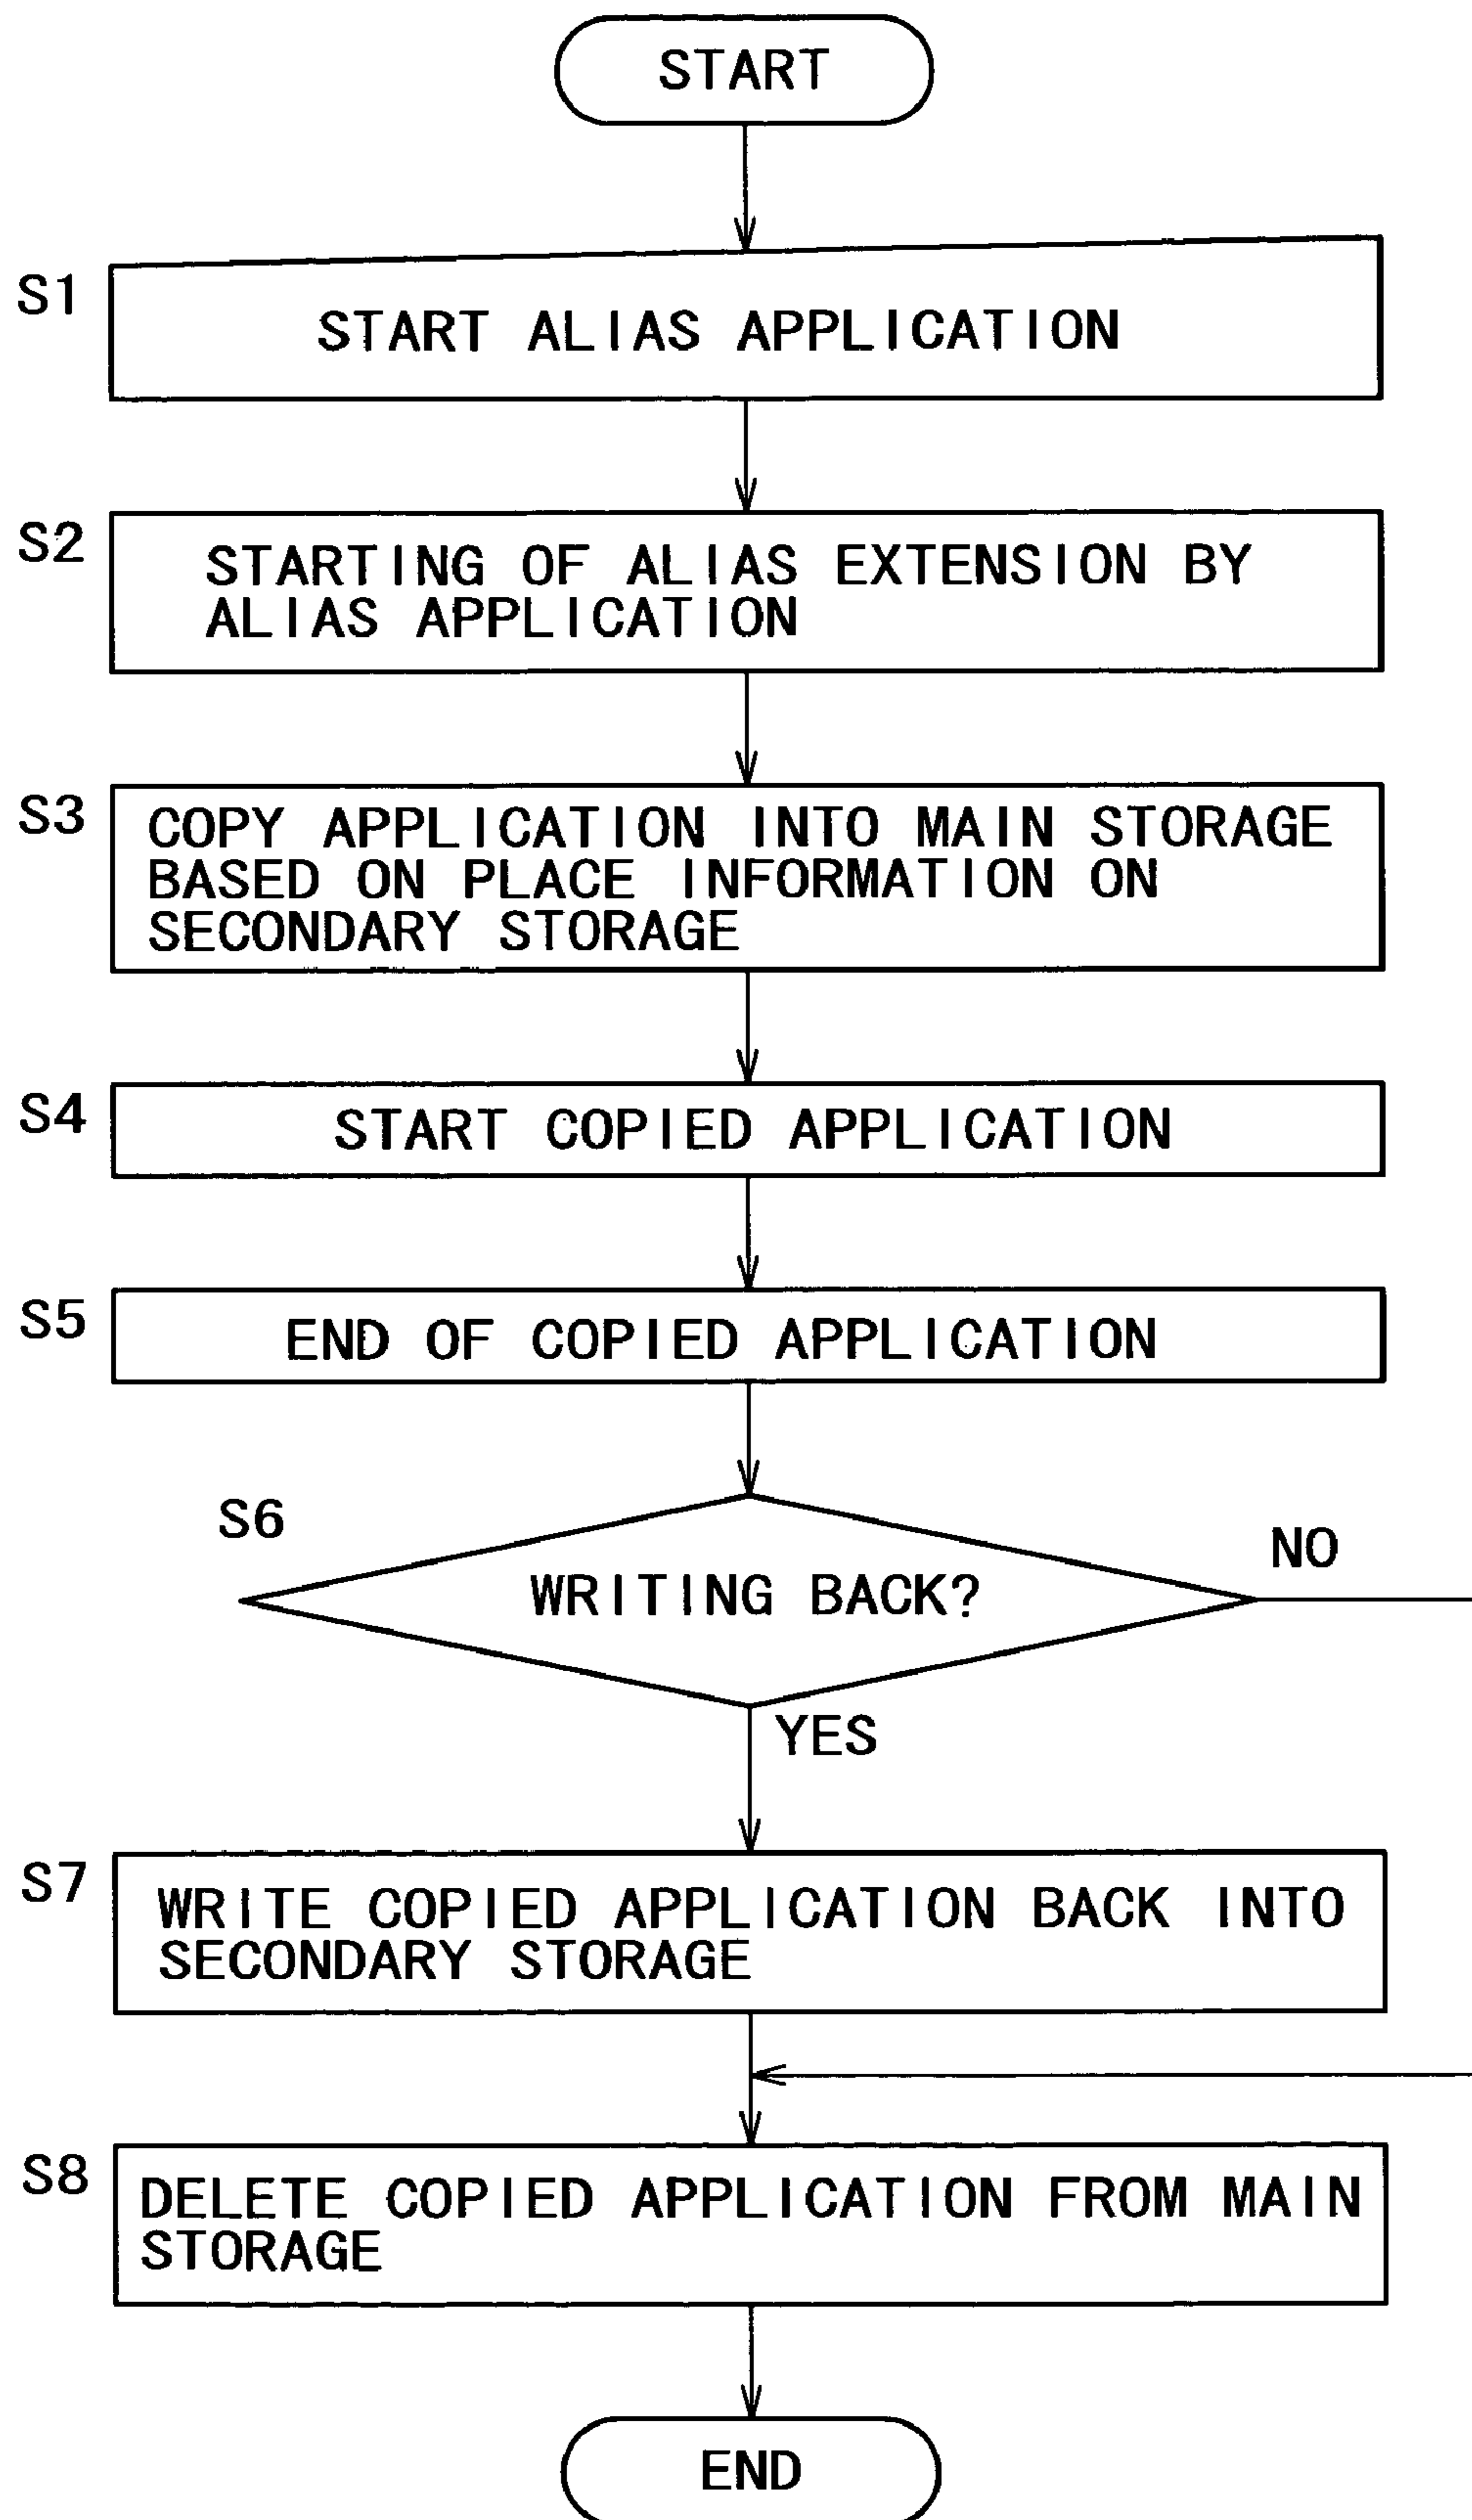 START
S1
START ALIAS APPLICATION
S2
STARTING OF ALIAS EXTENSION BY
ALIAS APPLICATION
S3
COPY APPLICATION INTO MAIN STORAGE
BASED ON PLACE INFORMATION ON
SECONDARY STORAGE
S4
START COPIED APPLICATION
S5
END OF COPIED APPLICATION
S6
WRITING BACK?
NO
YES
S7
WRITE COPIED APPLICATION BACK INTO
SECONDARY STORAGE
S8
DELETE COPIED APPLICATION FROM MAIN
STORAGE
END